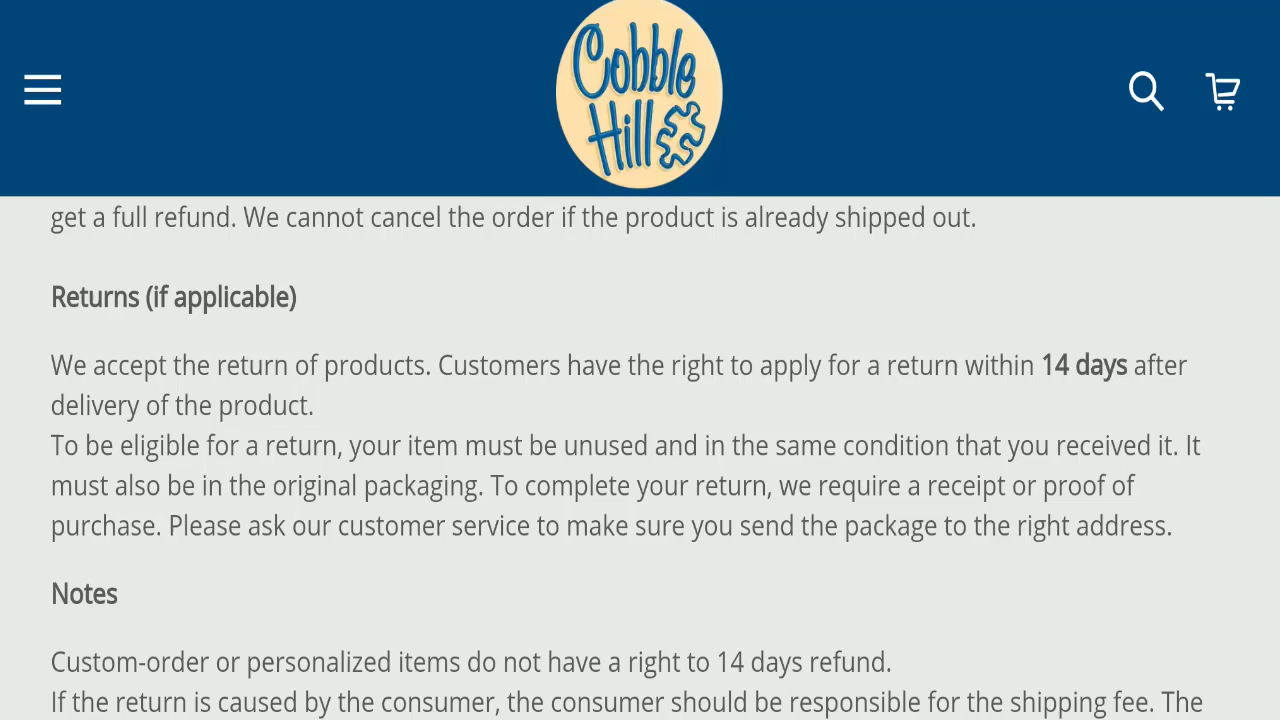 Cobble
Hill
get a full refund. We cannot cancel the order if the product is already shipped out.
Returns (if applicable)
We accept the return of products. Customers have the right to apply for a return within 14 days after
delivery of the product.
To be eligible for a return, your item must be unused and in the same condition that you received it. It
must also be in the original packaging. To complete your return, we require a receipt or proof of
purchase. Please ask our customer service to make sure you send the package to the right address.
Notes
Custom-order or personalized items do not have a right to 14 days refund.
If the return is caused by the consumer, the consumer should be responsible for the shipping fee. The